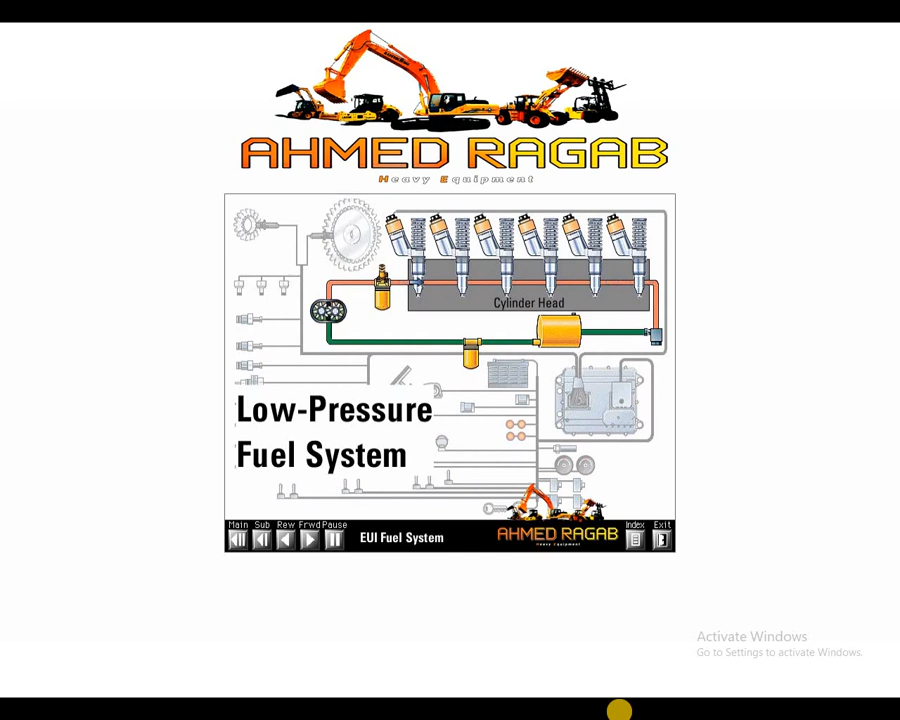 AHMED RAGAB
Heavy Equipment
Cylinder Head
Low-Pressure
Fuel System
Main Sub Rew Frwd Pause
EUI Fuel System
AHMED RAGAB
Heavy Equipment
Index Exit
Activate Windows
Go to Settings to activate Windows.